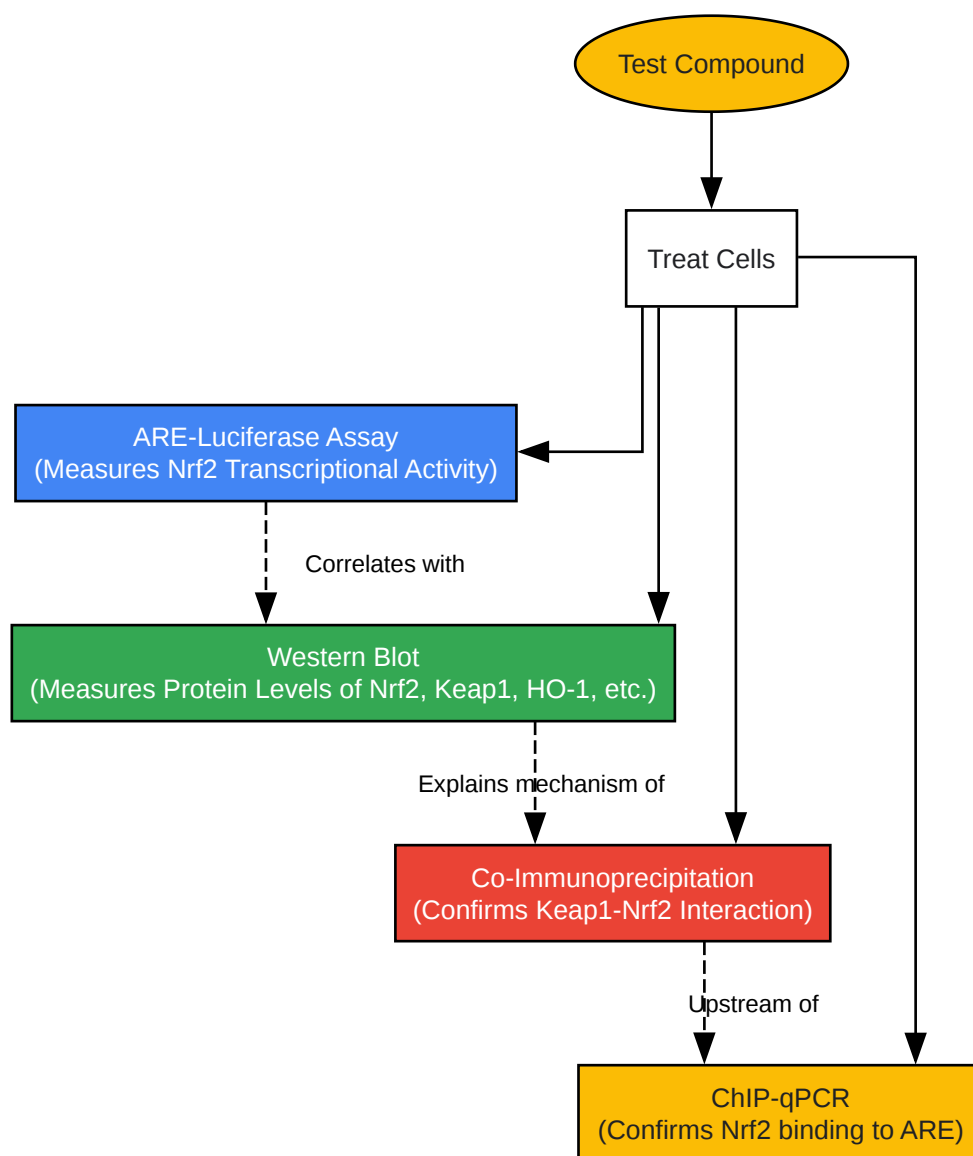 Test Compound
Treat Cells
ARE-Luciferase Assay
(Measures Nrf2 Transcriptional Activity)
Correlates with
Western Blot
(Measures Protein Levels of Nrf2, Keap1, HO-1, etc.)
Explains mechanism of
Co-Immunoprecipitation
(Confirms Keap1-Nrf2 Interaction)
Upstream of
ChIP-qPCR
(Confirms Nrf2 binding to ARE)